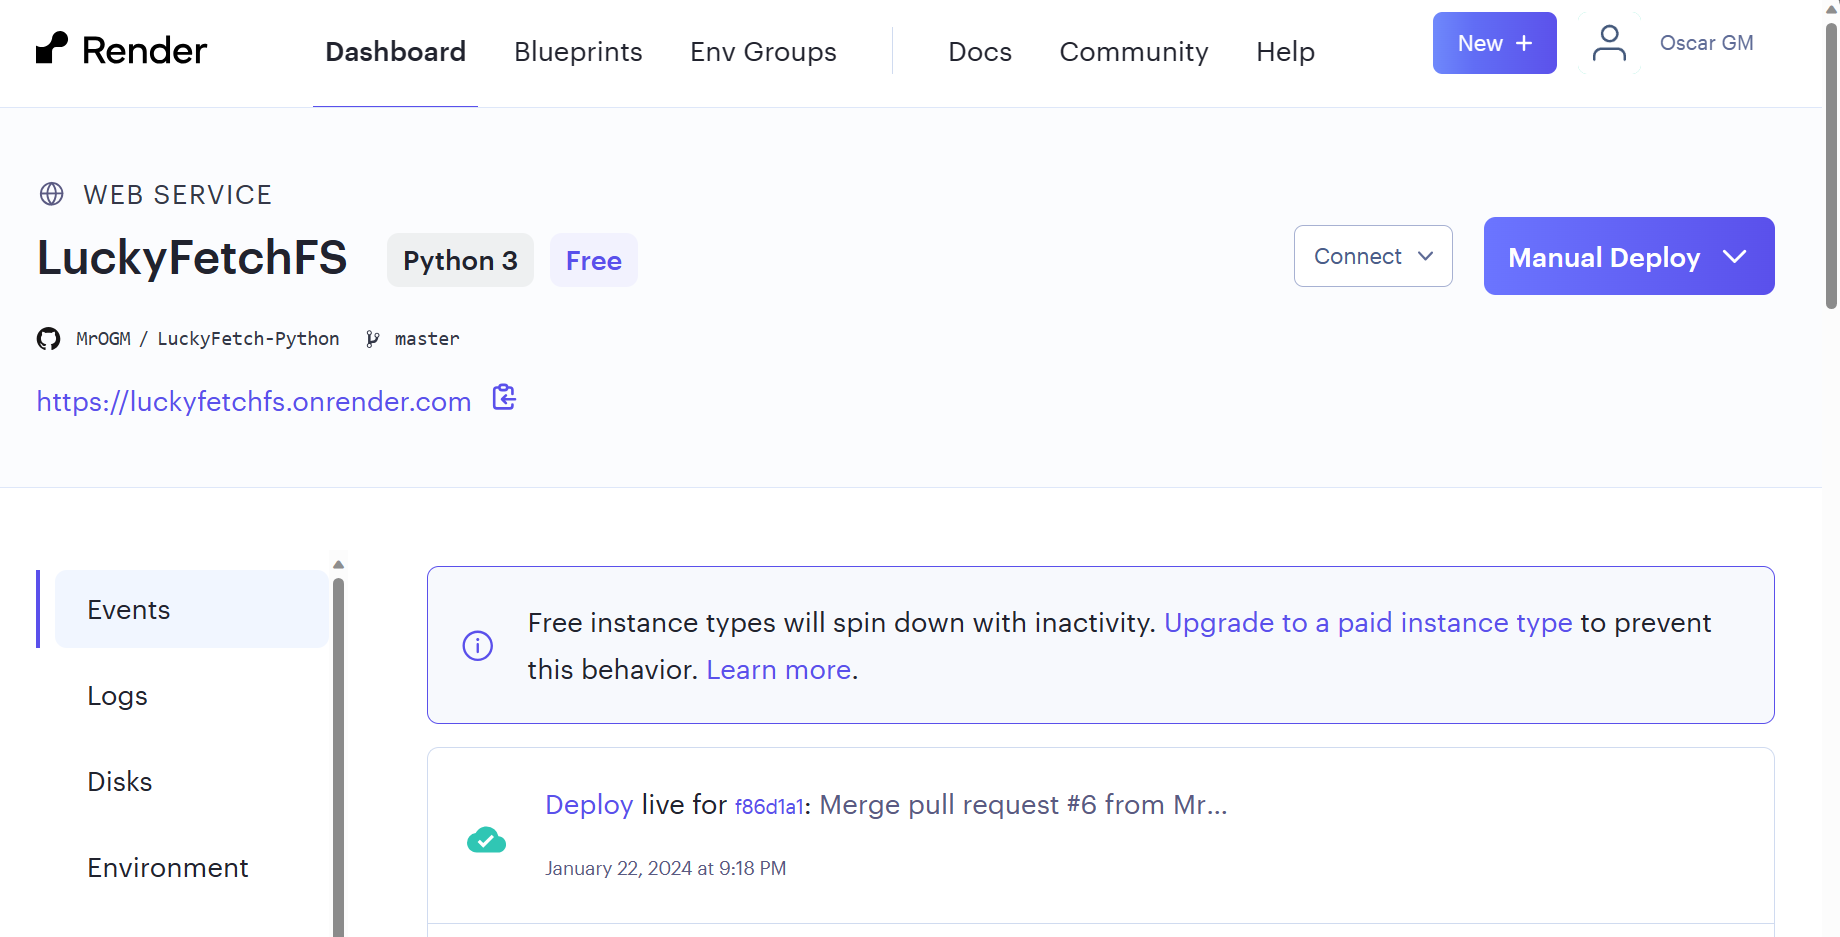 Render
Dashboard Blueprints Env Groups Docs Community Help New + Oscar GM
WEB SERVICE
LuckyFetchFS Python 3 Free Connect Manual Deploy
MrOGM / LuckyFetch-Python master
https://luckyfetchfs.onrender.com
Events
Logs
Disks
Environment
Free instance types will spin down with inactivity. Upgrade to a paid instance type to prevent
this behavior. Learn more.
Deploy live for f86d1a1: Merge pull request #6 from Mr...
January 22, 2024 at 9:18 PM